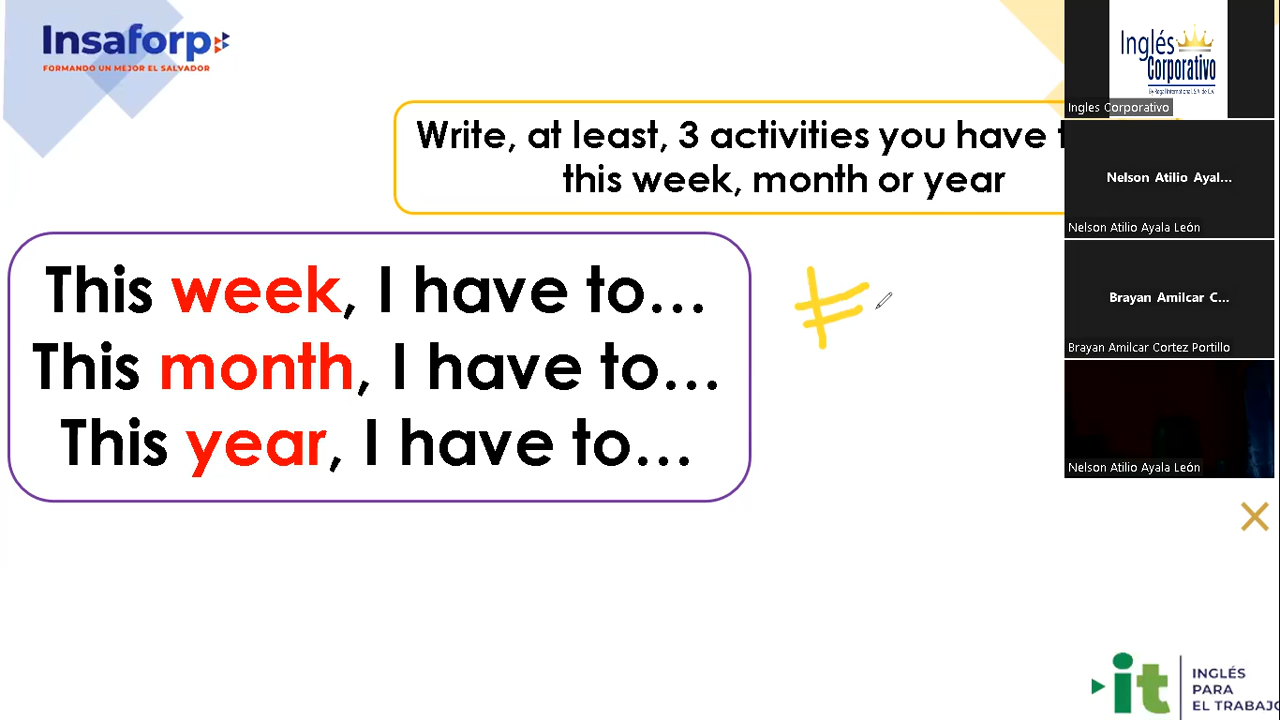 Insaforp
FORMANDO UN MEJOR EL SALVADOR
Write, at least, 3 activities you have
this week, month or year
This week, I have to...
This month, I have to...
This year, I have to...
Inglés
Corporativo
Ingles Corporativo
Nelson Atilio Ayal...
Nelson Atilio Ayala León
Brayan Amilcar C...
Brayan Amilcar Cortez Portillo
Nelson Atilio Ayala León
it
INGLÉS
PARA
EL TRABAJO